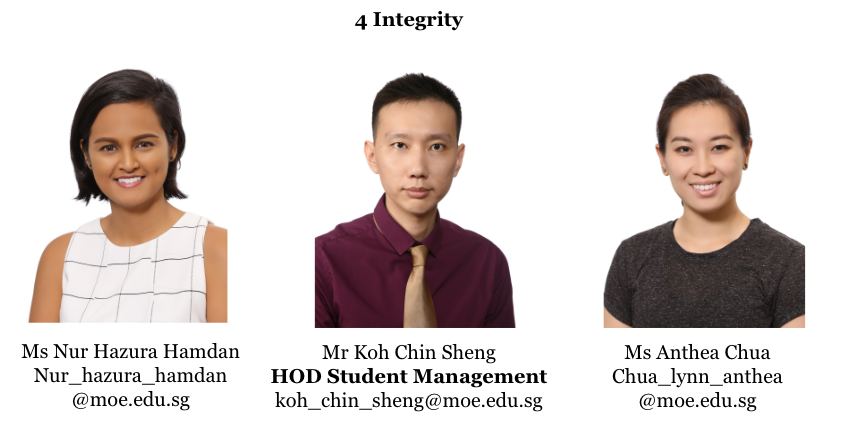 4 Integrity
Ms Nur Hazura Hamdan
Nur_hazura_hamdan
@moe.edu.sg
Mr Koh Chin Sheng
HOD Student Management
koh_chin_sheng@moe.edu.sg
Ms Anthea Chua
Chua_lynn_anthea
@moe.edu.sg